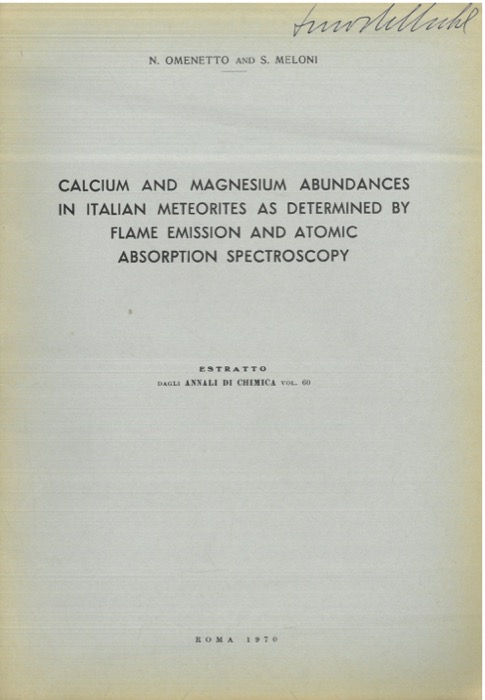 N. OMENETTO AND S. MELONI
CALCIUM AND MAGNESIUM ABUNDANCES
IN ITALIAN METEORITES AS DETERMINED BY
FLAME EMISSION AND ATOMIC
ABSORPTION SPECTROSCOPY
ESTRATTO
DAGLI ANNALI DI CHIMICA VOL. 60
ROMA 1970